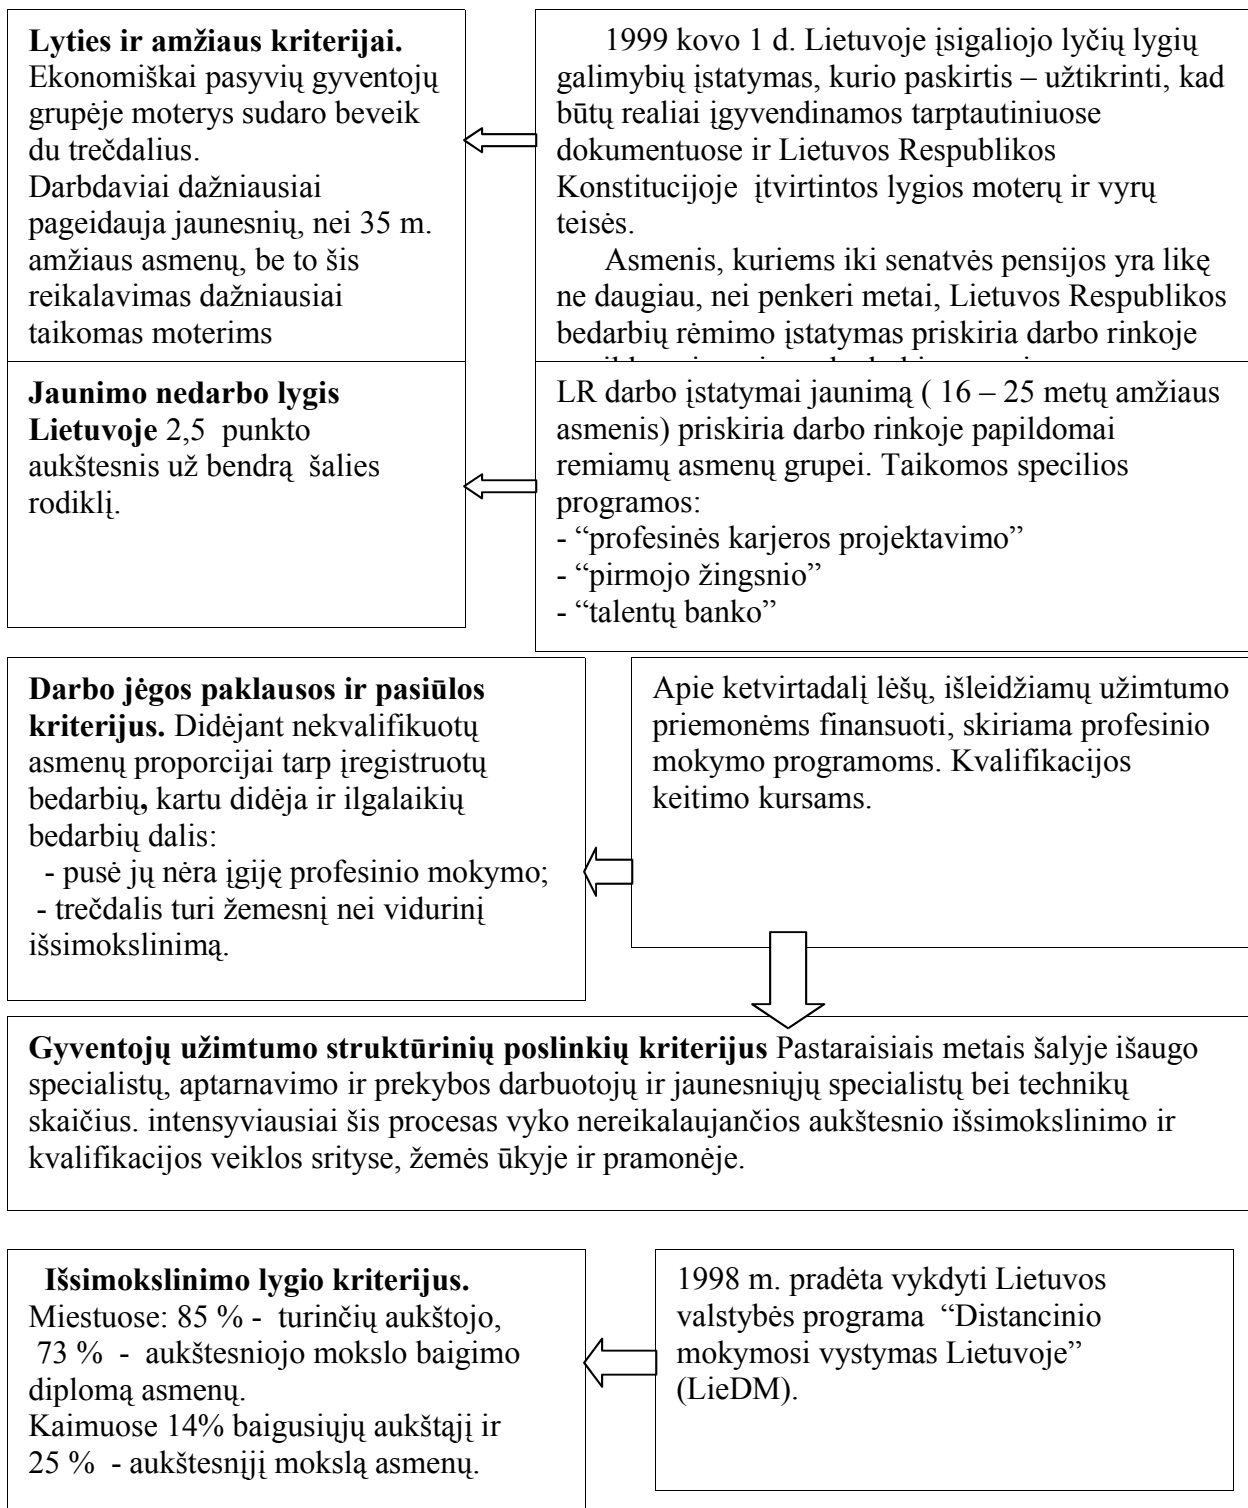 Lyties ir amžiaus kriterijai.
Ekonomiškai pasyvių gyventojų
grupėje moterys sudaro beveik
du trečdalius.
Darbdaviai dažniausiai
pageidauja jaunesnių, nei 35 m.
amžiaus asmenų, be to šis
reikalavimas dažniausiai
taikomas moterims
1999 kovo 1 d. Lietuvoje įsigaliojo lyčių lygių
galimybių įstatymas, kurio paskirtis – užtikrinti, kad
būtų realiai įgyvendinamos tarptautiniuose
dokumentuose ir Lietuvos Respublikos
Konstitucijoje įtvirtintos lygios moterų ir vyrų
teisės.
Asmenis, kuriems iki senatvės pensijos yra likę
ne daugiau, nei penkeri metai, Lietuvos Respublikos
bedarbių rėmimo įstatymas priskiria darbo rinkoje
Jaunimo nedarbo lygis
Lietuvoje 2,5 punkto
aukštesnis už bendrą šalies
rodiklį.
LR darbo įstatymai jaunimą ( 16 – 25 metų amžiaus
asmenis) priskiria darbo rinkoje papildomai
remiamų asmenų grupei. Taikomos specilios
programos:
- “profesinės karjeros projektavimo”
- “pirmojo žingsnio”
- “talentų banko”
Darbo jėgos paklausos ir pasiūlos
kriterijus. Didėjant nekvalifikuotų
asmenų proporcijai tarp įregistruotų
bedarbių, kartu didėja ir ilgalaikių
bedarbių dalis:
- pusė jų nėra įgiję profesinio mokymo;
- trečdalis turi žemesnį nei vidurinį
išsimokslinimą.
Apie ketvirtadalį lėšų, išleidžiamų užimtumo
priemonėms finansuoti, skiriama profesinio
mokymo programoms. Kvalifikacijos
keitimo kursams.
Gyventojų užimtumo struktūrinių poslinkių kriterijus Pastaraisiais metais šalyje išaugo
specialistų, aptarnavimo ir prekybos darbuotojų ir jaunesniųjų specialistų bei technikų
skaičius. intensyviausiai šis procesas vyko nereikalaujančios aukštesnio išsimokslinimo ir
kvalifikacijos veiklos srityse, žemės ūkyje ir pramonėje.
Išsimokslinimo lygio kriterijus.
Miestuose: 85 % - turinčių aukštojo,
73 % - aukštesniojo mokslo baigimo
diplomą asmenų.
Kaimuose 14% baigusiųjų aukštąjį ir
25 % - aukštesnįjį mokslą asmenų.
1998 m. pradėta vykdyti Lietuvos
valstybės programa “Distancinio
mokymosi vystymas Lietuvoje”
(LieDM).